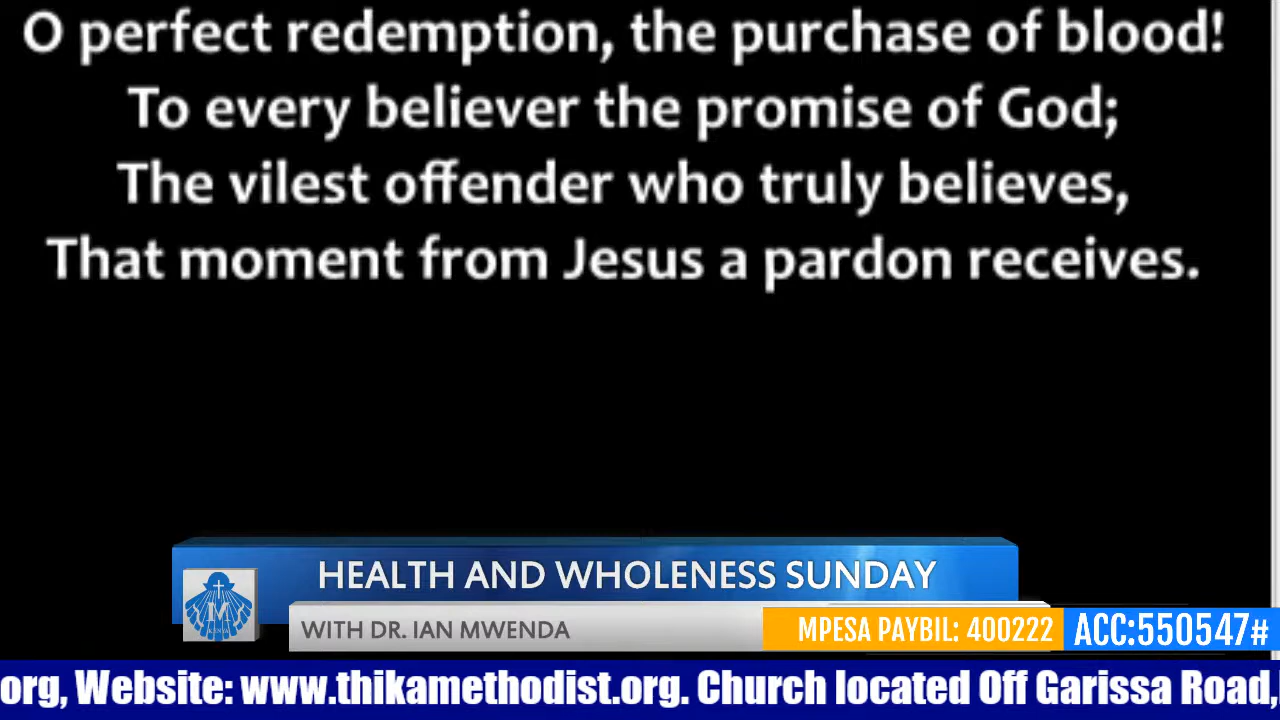 O perfect redemption, the purchase of blood!
To every believer the promise of God;
The vilest offender who truly believes,
That moment from Jesus a pardon receives.
HEALTH AND WHOLENESS SUNDAY
WITH DR. IAN MWENDA
MPESA PAYBIL: 400222 ACC:550547#
org, Website: www.thikamethodist.org. Church located Off Garissa Road,